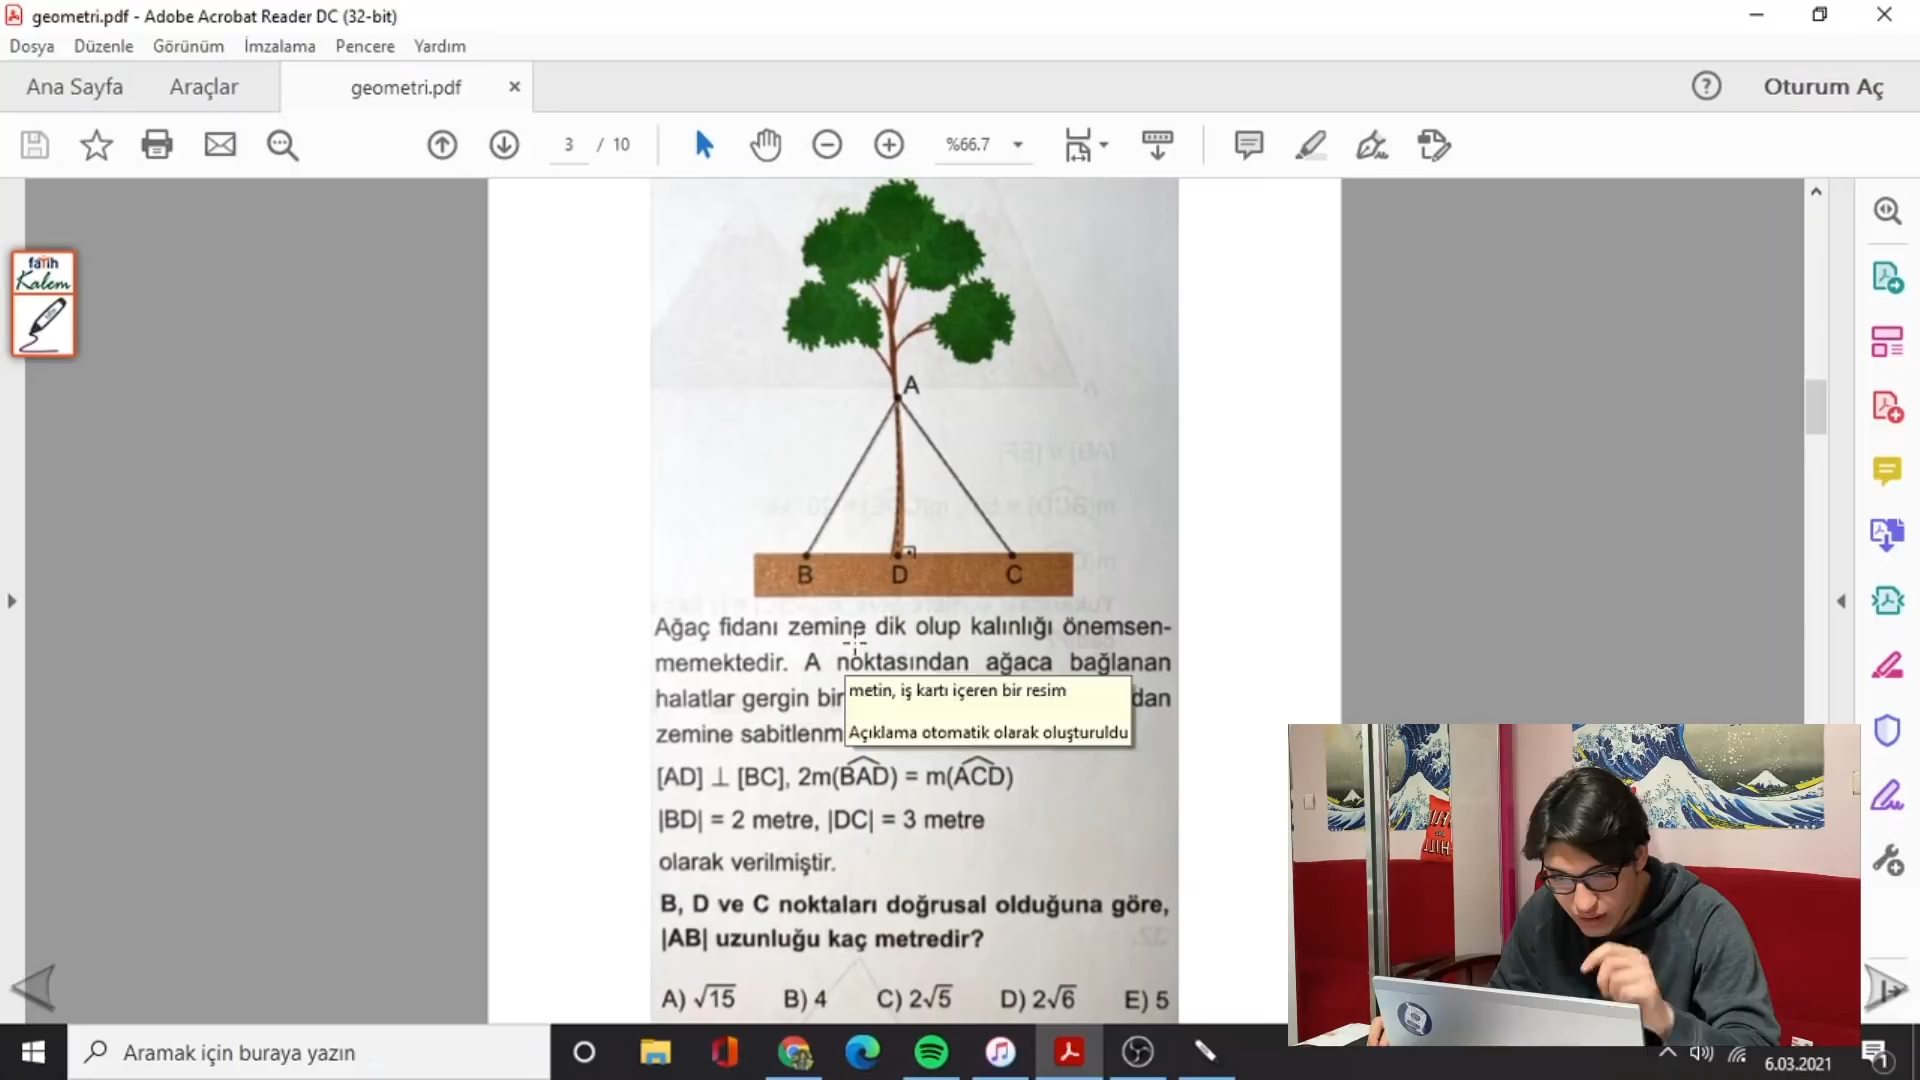 geometri.pdf - Adobe Acrobat Reader DC (32-bit)
Dosya Düzenle Görünüm İmzalama Pencere Yardım
Ana Sayfa Araçlar geometri.pdf × ? Oturum Aç
3 / 10 %66.7
fatih
Kalem
A
B D C
Ağaç fidanı zemine dik olup kalınlığı önemsen-
memektedir. A noktasından ağaca bağlanan
halatlar gergin bir dan
zemine sabitlenm
metin, iş kartı içeren bir resim
Açıklama otomatik olarak oluşturuldu
[AD] ⊥ [BC], 2m(BAD) = m(ACD)
|BD| = 2 metre, |DC| = 3 metre
olarak verilmiştir.
B, D ve C noktaları doğrusal olduğuna göre,
|AB| uzunluğu kaç metredir?
A) √15 B) 4 C) 2√5 D) 2√6 E) 5
Aramak için buraya yazın
6.03.2021
1